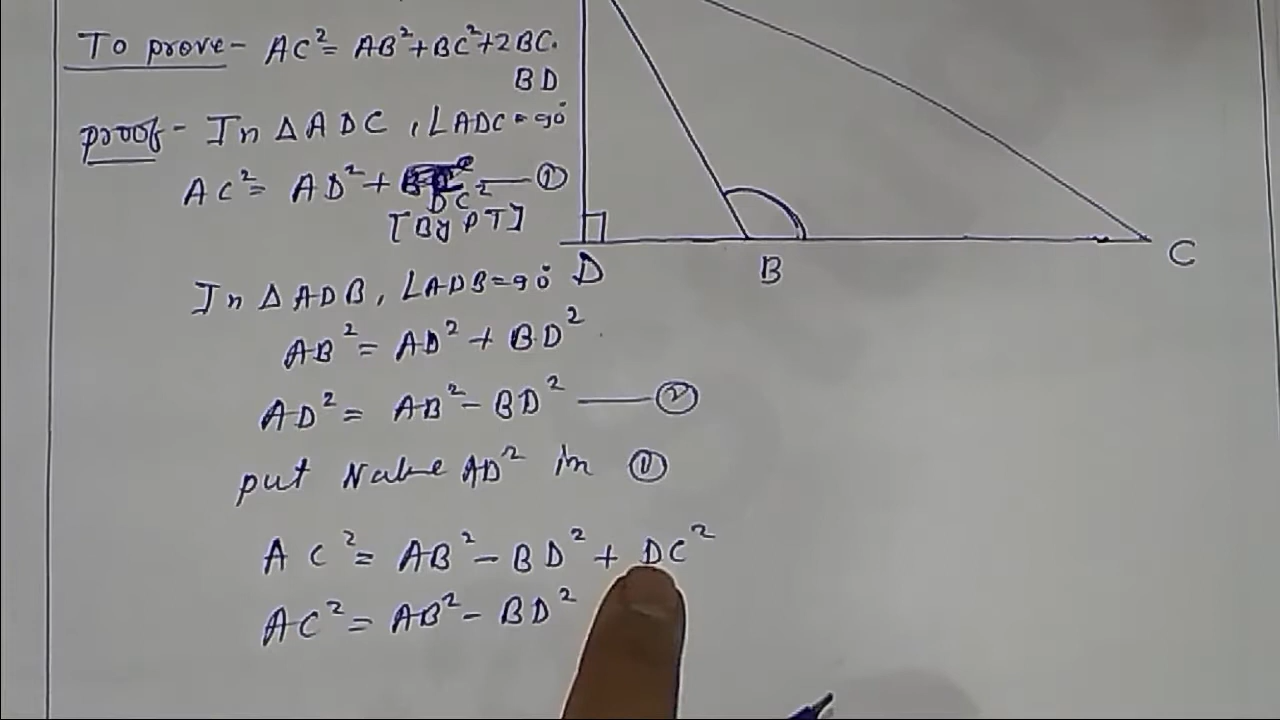 To prove- AC²= AB²+BC²+2BC.
BD
proof- In △ADC, ∠ADC=90°
AC²= AD²+ DC² — ①
[By PT]
In △ADB, ∠ADB=90°
AB²= AD²+ BD²
AD²= AB²- BD² — ②
put Value AD² in ①
AC²= AB²- BD²+ DC²
AC²= AB²- BD²
D
B
C